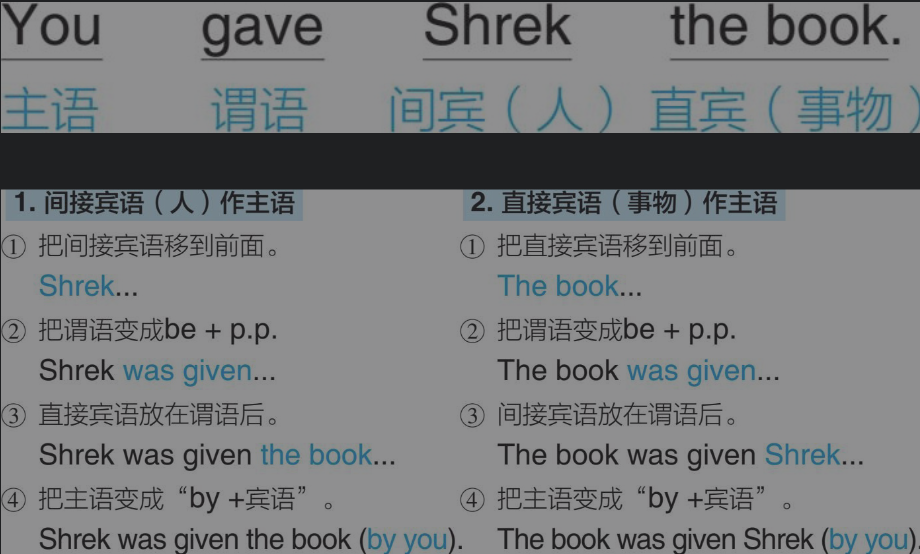 You gave Shrek the book.
主语 谓语 间宾（人） 直宾（事物）
1. 间接宾语（人）作主语
① 把间接宾语移到前面。
Shrek...
② 把谓语变成be + p.p.
Shrek was given...
③ 直接宾语放在谓语后。
Shrek was given the book...
④ 把主语变成“by +宾语”。
Shrek was given the book (by you).
2. 直接宾语（事物）作主语
① 把直接宾语移到前面。
The book...
② 把谓语变成be + p.p.
The book was given...
③ 间接宾语放在谓语后。
The book was given Shrek...
④ 把主语变成“by +宾语”。
The book was given Shrek (by you)